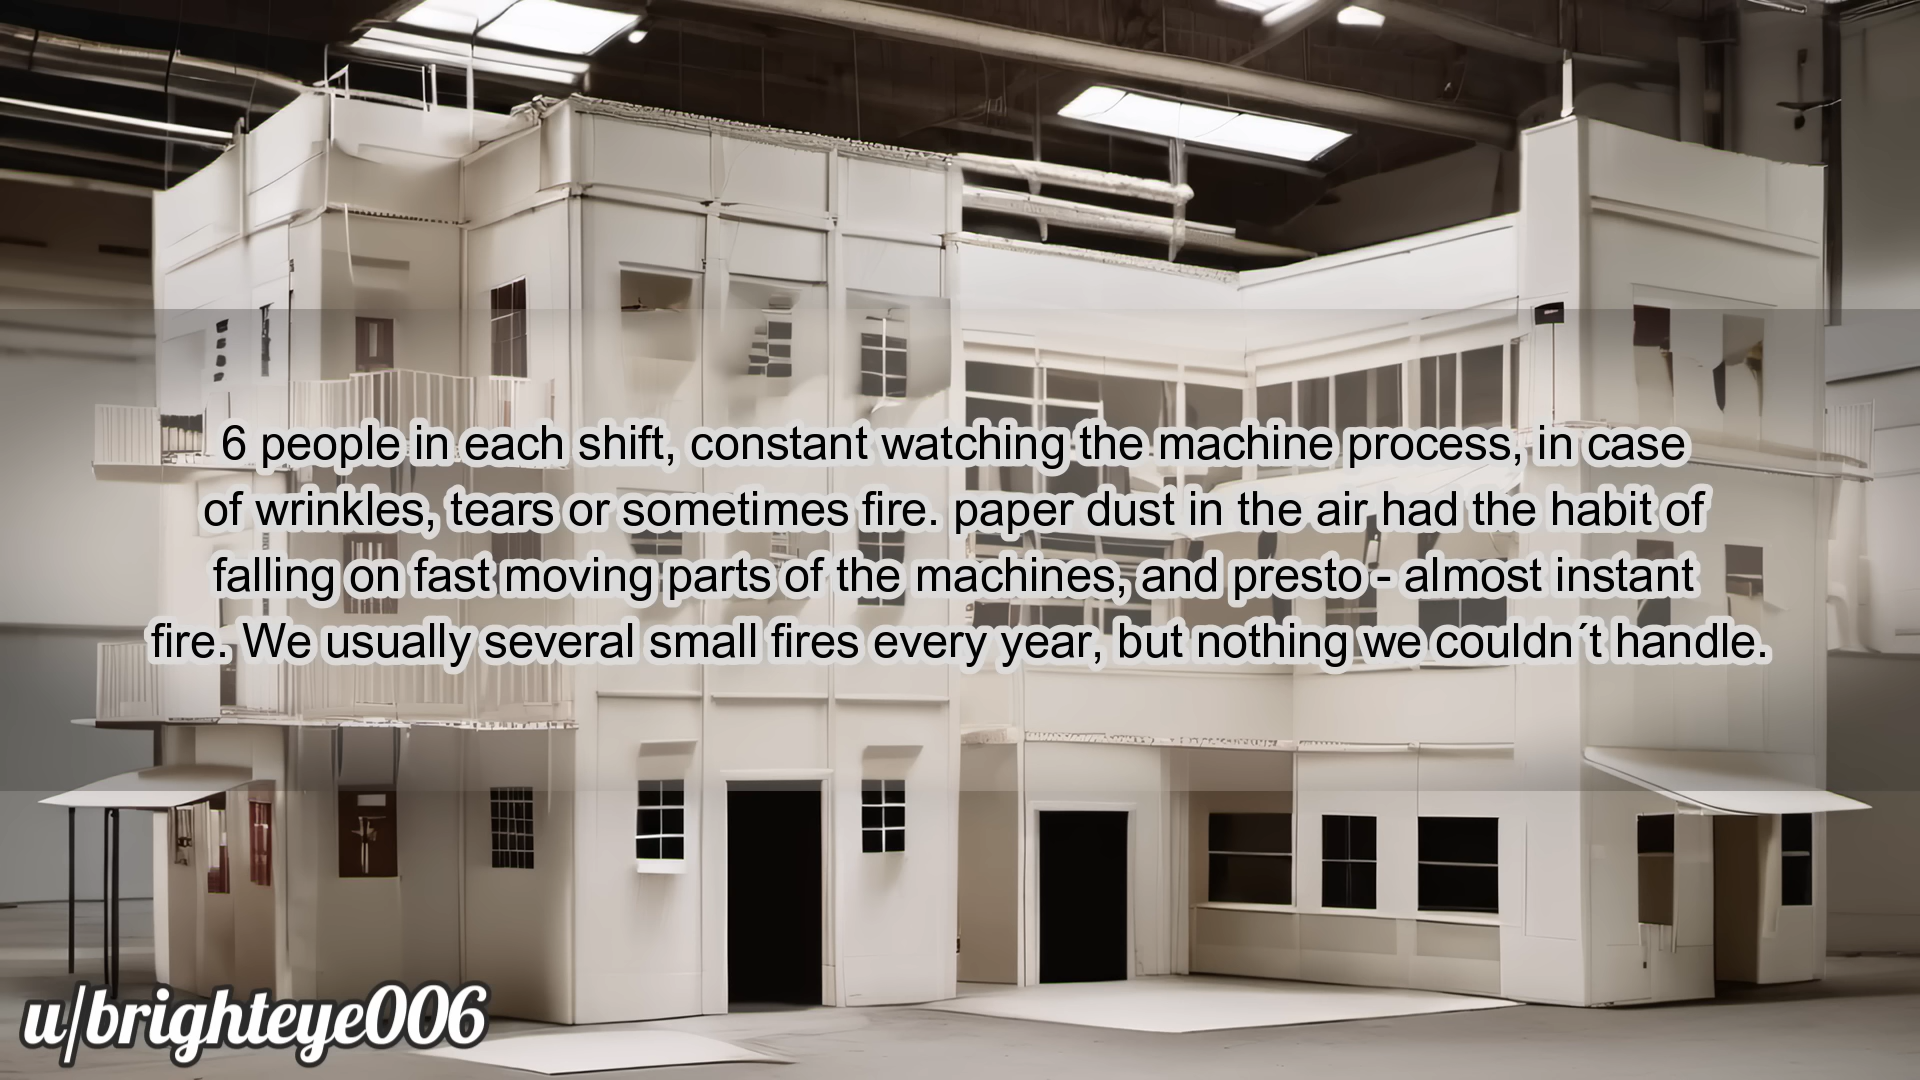 6 people in each shift, constant watching the machine process, in case
of wrinkles, tears or sometimes fire. paper dust in the air had the habit of
falling on fast moving parts of the machines, and presto - almost instant
fire. We usually several small fires every year, but nothing we couldn´t handle.
u/brighteye006